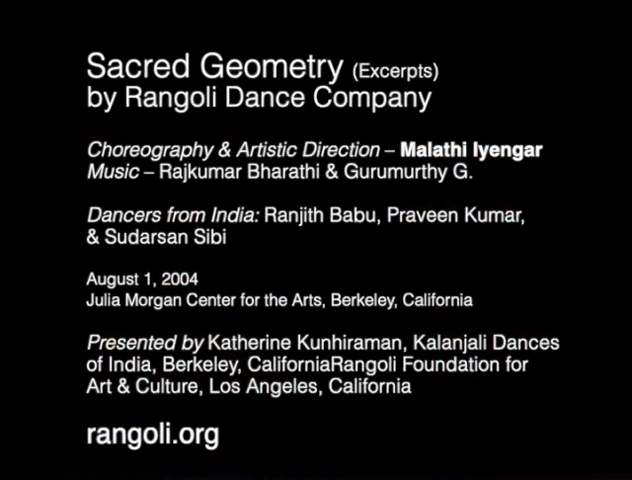 Sacred Geometry (Excerpts)
by Rangoli Dance Company
Choreography & Artistic Direction – Malathi Iyengar
Music – Rajkumar Bharathi & Gurumurthy G.
Dancers from India: Ranjith Babu, Praveen Kumar,
& Sudarsan Sibi
August 1, 2004
Julia Morgan Center for the Arts, Berkeley, California
Presented by Katherine Kunhiraman, Kalanjali Dances
of India, Berkeley, CaliforniaRangoli Foundation for
Art & Culture, Los Angeles, California
rangoli.org